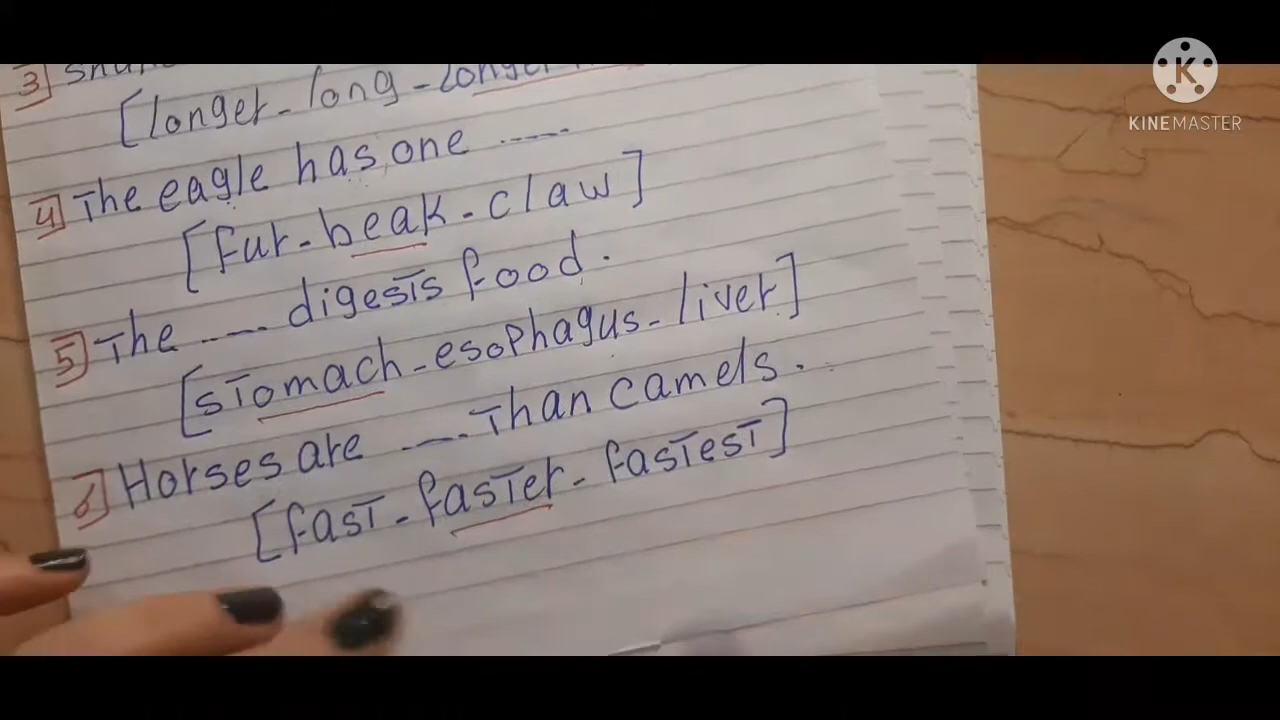 3]
[longer - long - longer
4] The eagle has one .....
[fur - beak - claw]
5] The .... digests food.
[stomach - esophagus - liver]
6] Horses are .... Than camels.
[fast - faster - fastest]
K
KINEMASTER